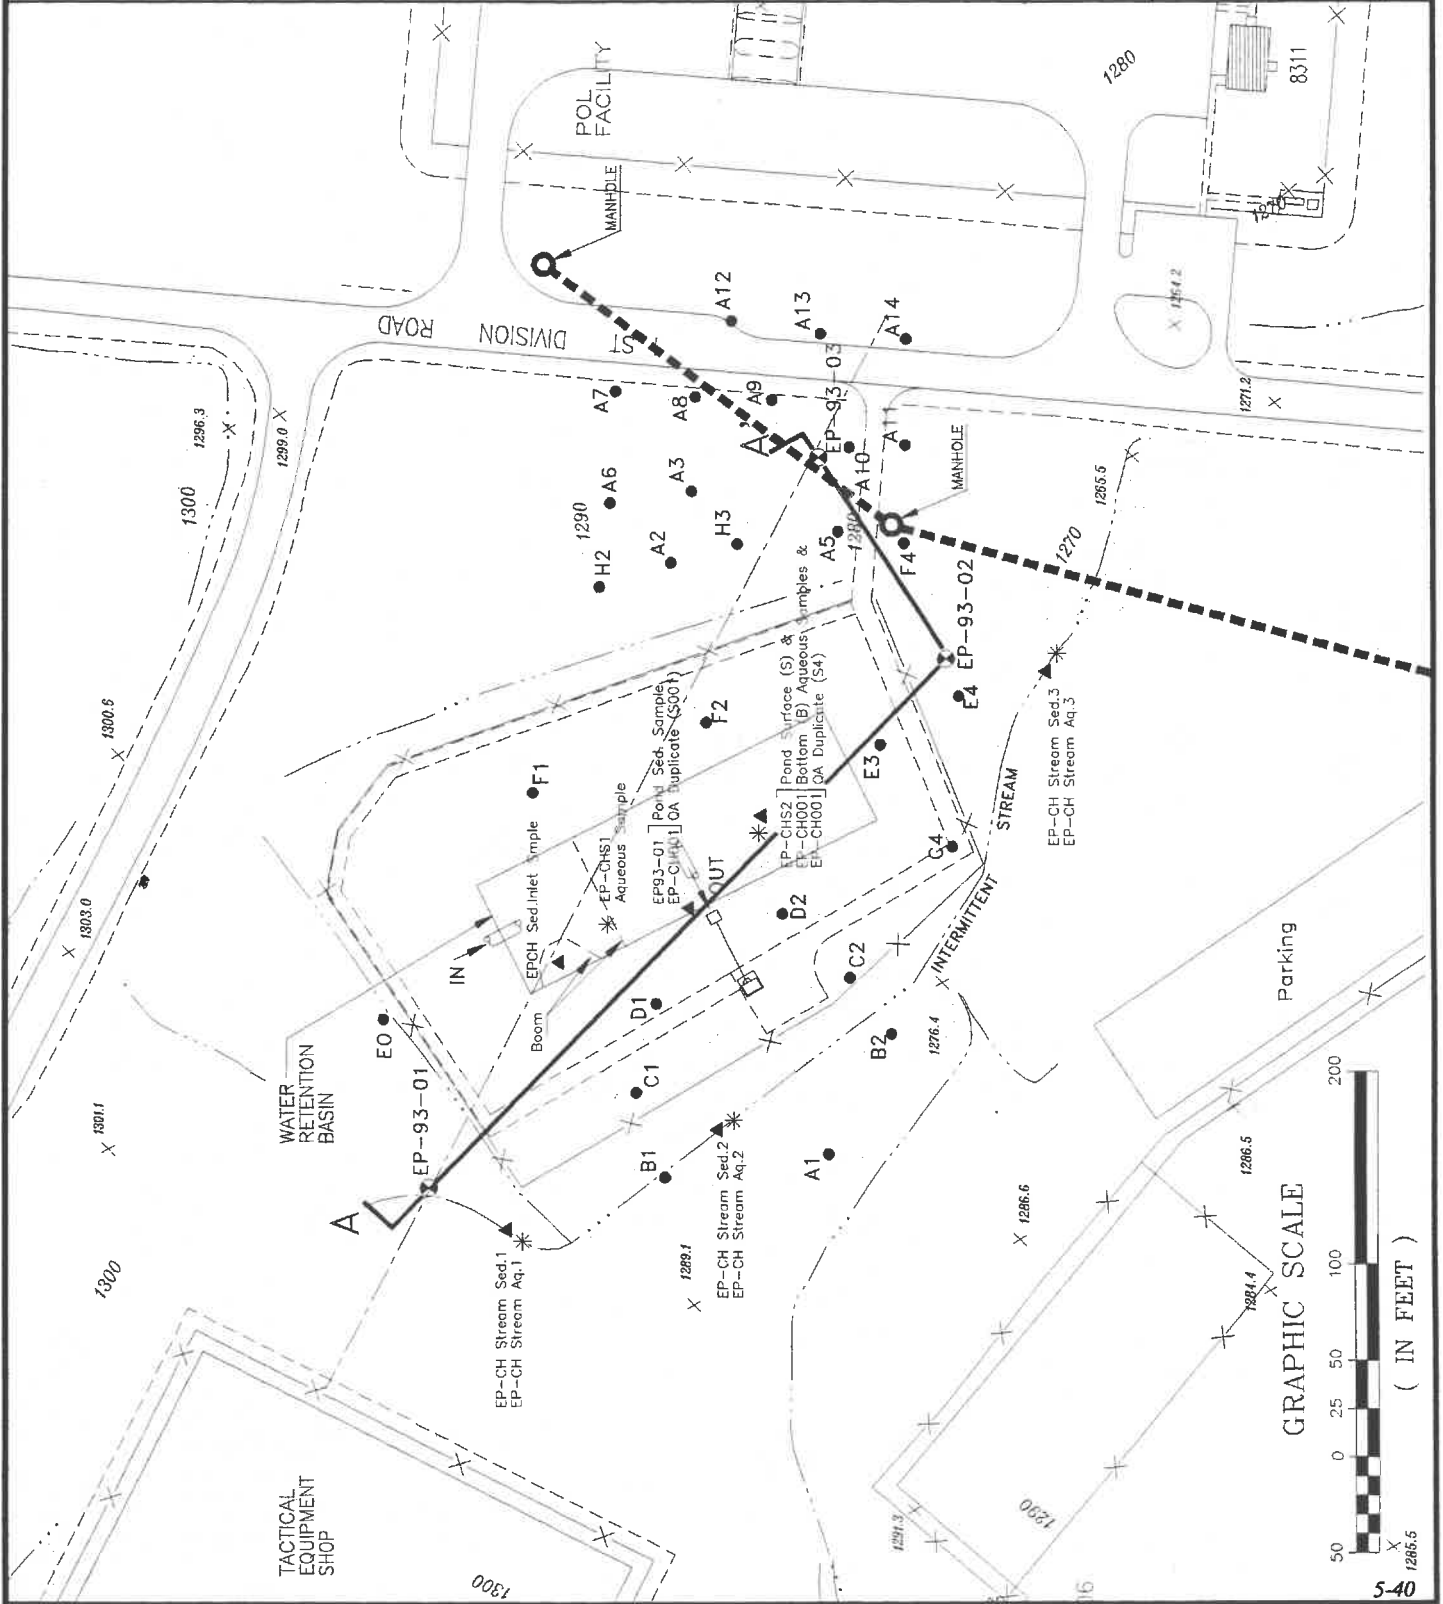 POL
FACILITY
MANHOLE
1280
8311
ROAD
DIVISION
ST
A12
A13
A14
1264.2
1271.2
1296.3
1299.0
1300
A7
A8
A9
A'
EP-93-03
A10
A11
MANHOLE
1265.5
1270
1290
A6
A3
H2
A2
H3
A5
1280
F4
EP-93-02
E4
EP-CH Stream Sed.3
EP-CH Stream Aq.3
1300.6
1303.0
1301.1
F1
F2
E3
G4
INTERMITTENT
STREAM
EPCH Sed.Inlet Smple
EP-CHS1
Aqueous Sample
EP93-01] Pond Sed. Sample
EP-CH001] QA Duplicate (S001)
EP-CHS2] Pond Surface (S) &
EP-CH001 Bottom (B) Aqueous Samples &
EP-CH001] QA Duplicate (S4)
OUT
IN
Boom
D1
D2
C1
C2
B1
B2
1276.4
A1
EO
WATER
RETENTION
BASIN
EP-93-01
A
EP-CH Stream Sed.1
EP-CH Stream Aq.1
EP-CH Stream Sed.2
EP-CH Stream Aq.2
1289.1
1286.6
1286.5
1284.4
Parking
1300
TACTICAL
EQUIPMENT
SHOP
1300
1291.3
1290
1285.5
GRAPHIC SCALE
50 0 25 50 100 200
( IN FEET )
5-40